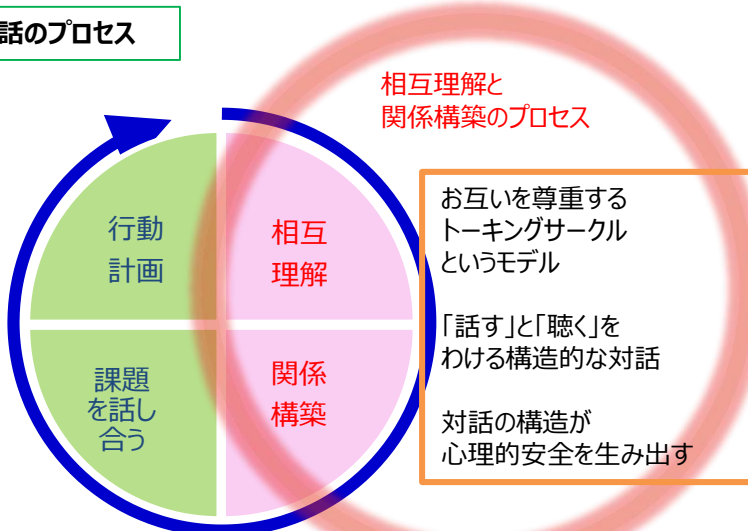 話のプロセス
相互理解と
関係構築のプロセス
行動
計画
相互
理解
課題
を話し
合う
関係
構築
お互いを尊重する
トーキングサークル
というモデル
「話す」と「聴く」を
わける構造的な対話
対話の構造が
心理的安全を生み出す